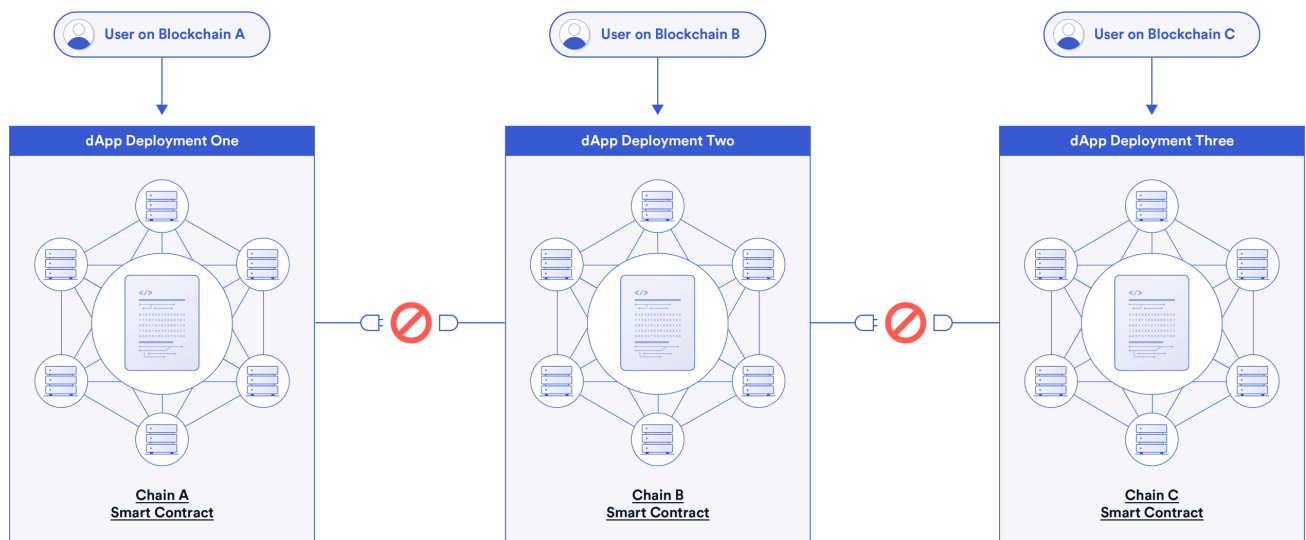 User on Blockchain A
User on Blockchain B
User on Blockchain C
dApp Deployment One
dApp Deployment Two
dApp Deployment Three
</>
</>
</>
Chain A
Smart Contract
Chain B
Smart Contract
Chain C
Smart Contract